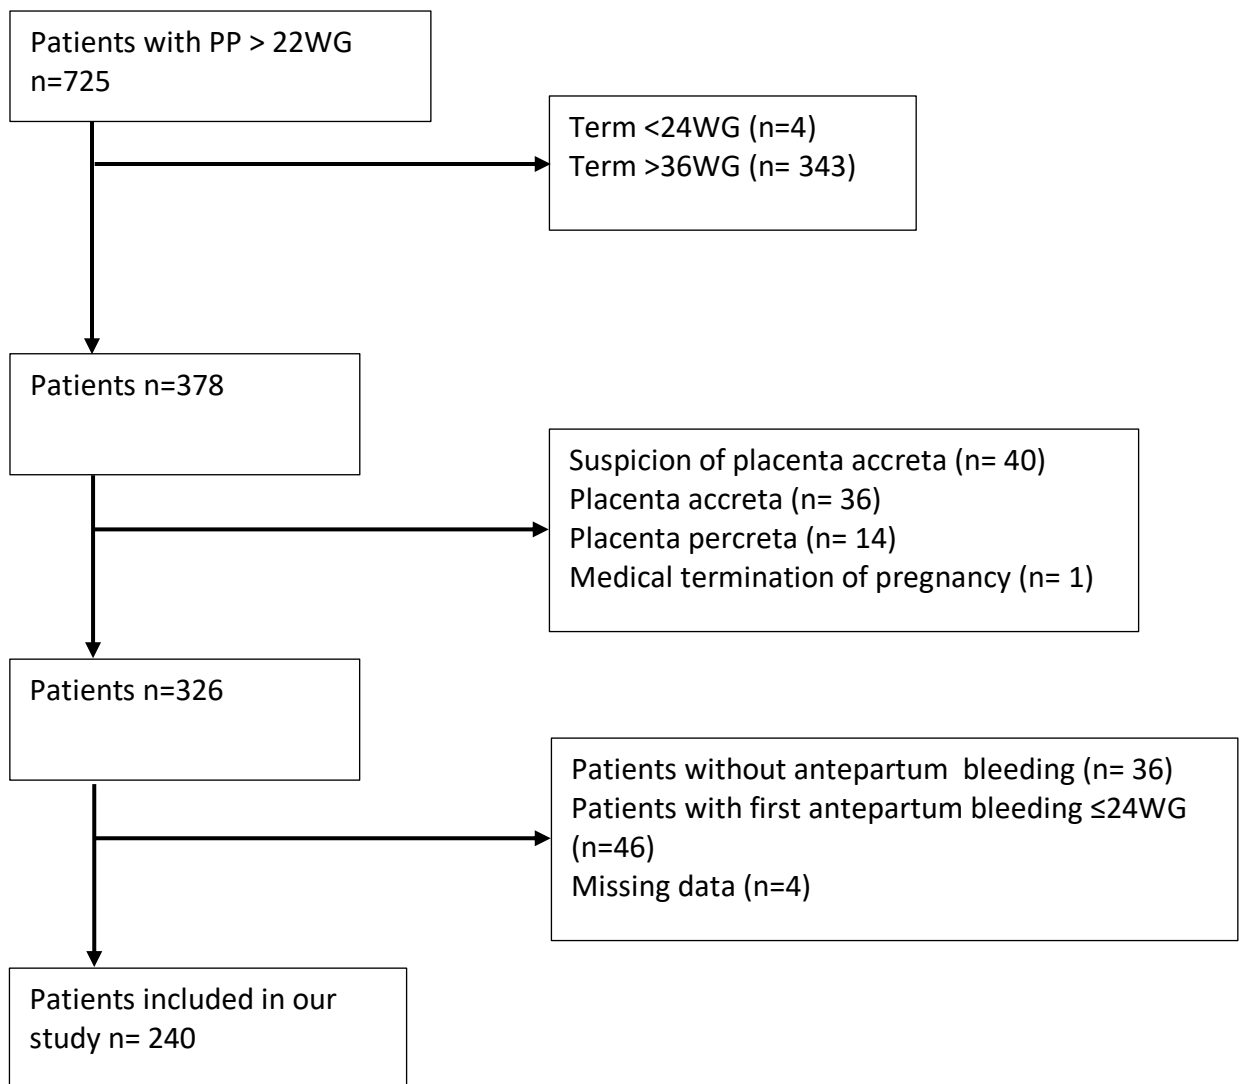 Patients with PP > 22WG
n=725
Term <24WG (n=4)
Term >36WG (n= 343)
Patients n=378
Suspicion of placenta accreta (n= 40)
Placenta accreta (n= 36)
Placenta percreta (n= 14)
Medical termination of pregnancy (n= 1)
Patients n=326
Patients without antepartum  bleeding (n= 36)
Patients with first antepartum bleeding ≤24WG
(n=46)
Missing data (n=4)
Patients included in our
study n= 240